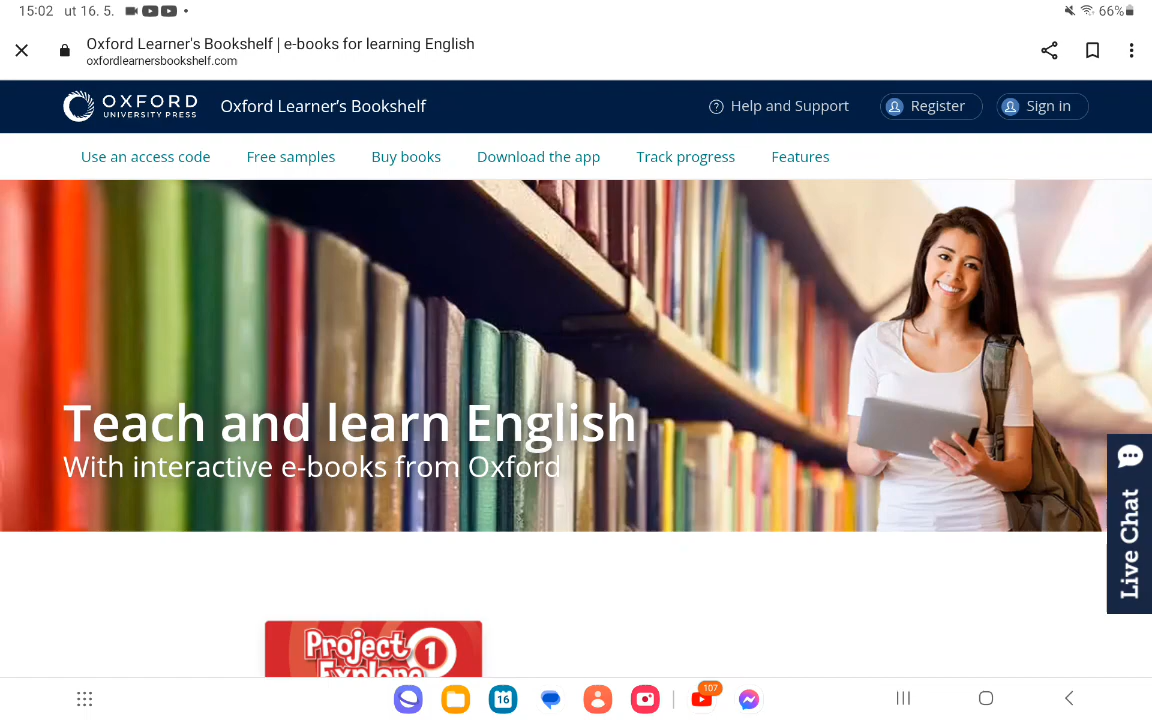 15:02 ut 16. 5.
66%
Oxford Learner's Bookshelf | e-books for learning English
oxfordlearnersbookshelf.com
OXFORD
UNIVERSITY PRESS
Oxford Learner’s Bookshelf
Help and Support
Register
Sign in
Use an access code
Free samples
Buy books
Download the app
Track progress
Features
Teach and learn English
With interactive e-books from Oxford
Live Chat
Project 1
Explore
16
107